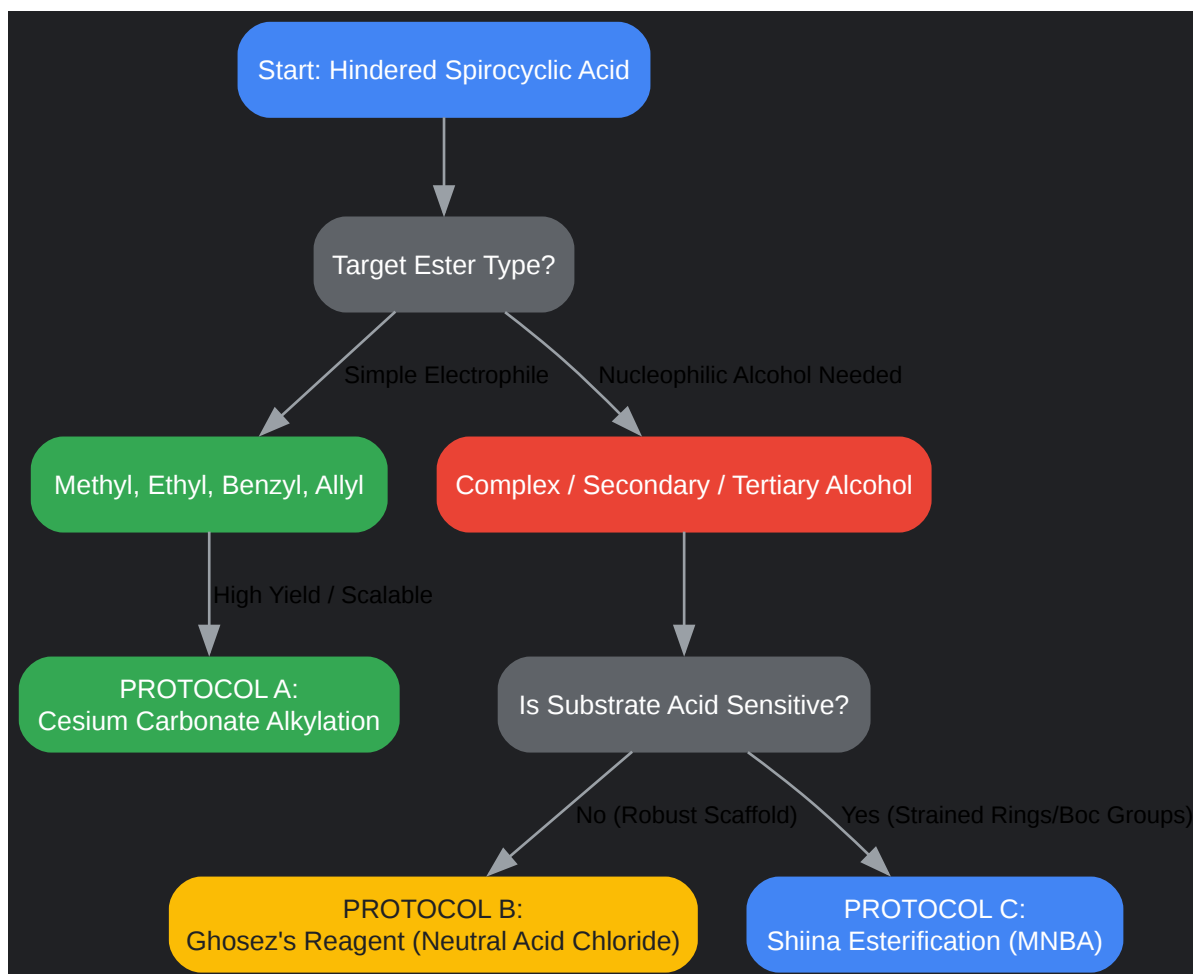 Start: Hindered Spirocyclic Acid
Target Ester Type?
Simple Electrophile
Nucleophilic Alcohol Needed
Methyl, Ethyl, Benzyl, Allyl
Complex / Secondary / Tertiary Alcohol
High Yield / Scalable
PROTOCOL A:
Cesium Carbonate Alkylation
Is Substrate Acid Sensitive?
No (Robust Scaffold)
Yes (Strained Rings/Boc Groups)
PROTOCOL B:
Ghosez's Reagent (Neutral Acid Chloride)
PROTOCOL C:
Shiina Esterification (MNBA)